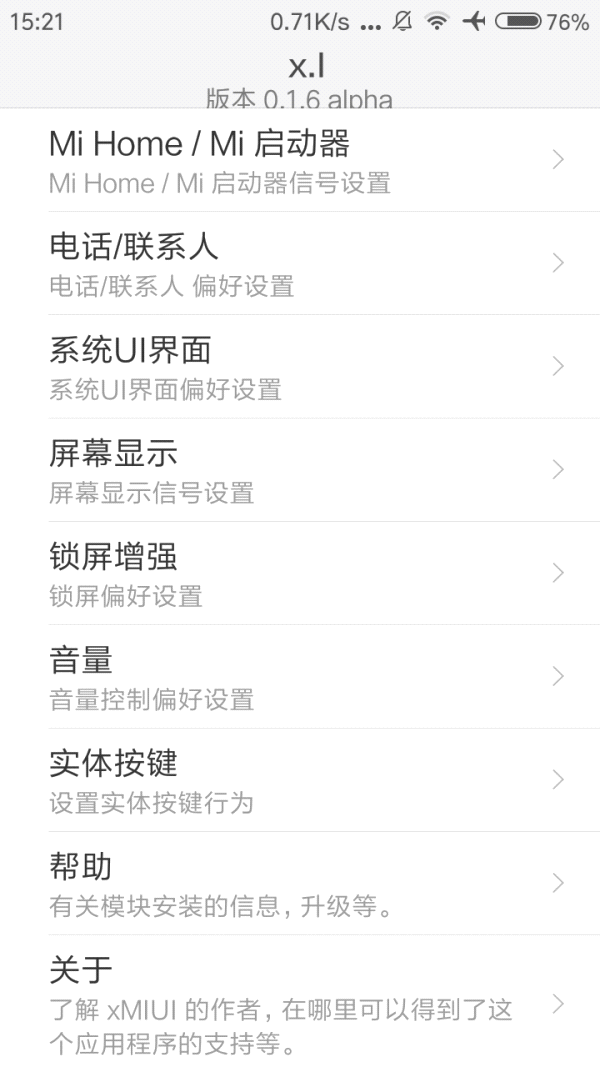 15:21 0.71K/s ... 76%
x.l
版本 0.1.6 alpha
Mi Home / Mi 启动器
Mi Home / Mi 启动器信号设置
电话/联系人
电话/联系人 偏好设置
系统UI界面
系统UI界面偏好设置
屏幕显示
屏幕显示信号设置
锁屏增强
锁屏偏好设置
音量
音量控制偏好设置
实体按键
设置实体按键行为
帮助
有关模块安装的信息，升级等。
关于
了解 xMIUI 的作者，在哪里可以得到了这
个应用程序的支持等。